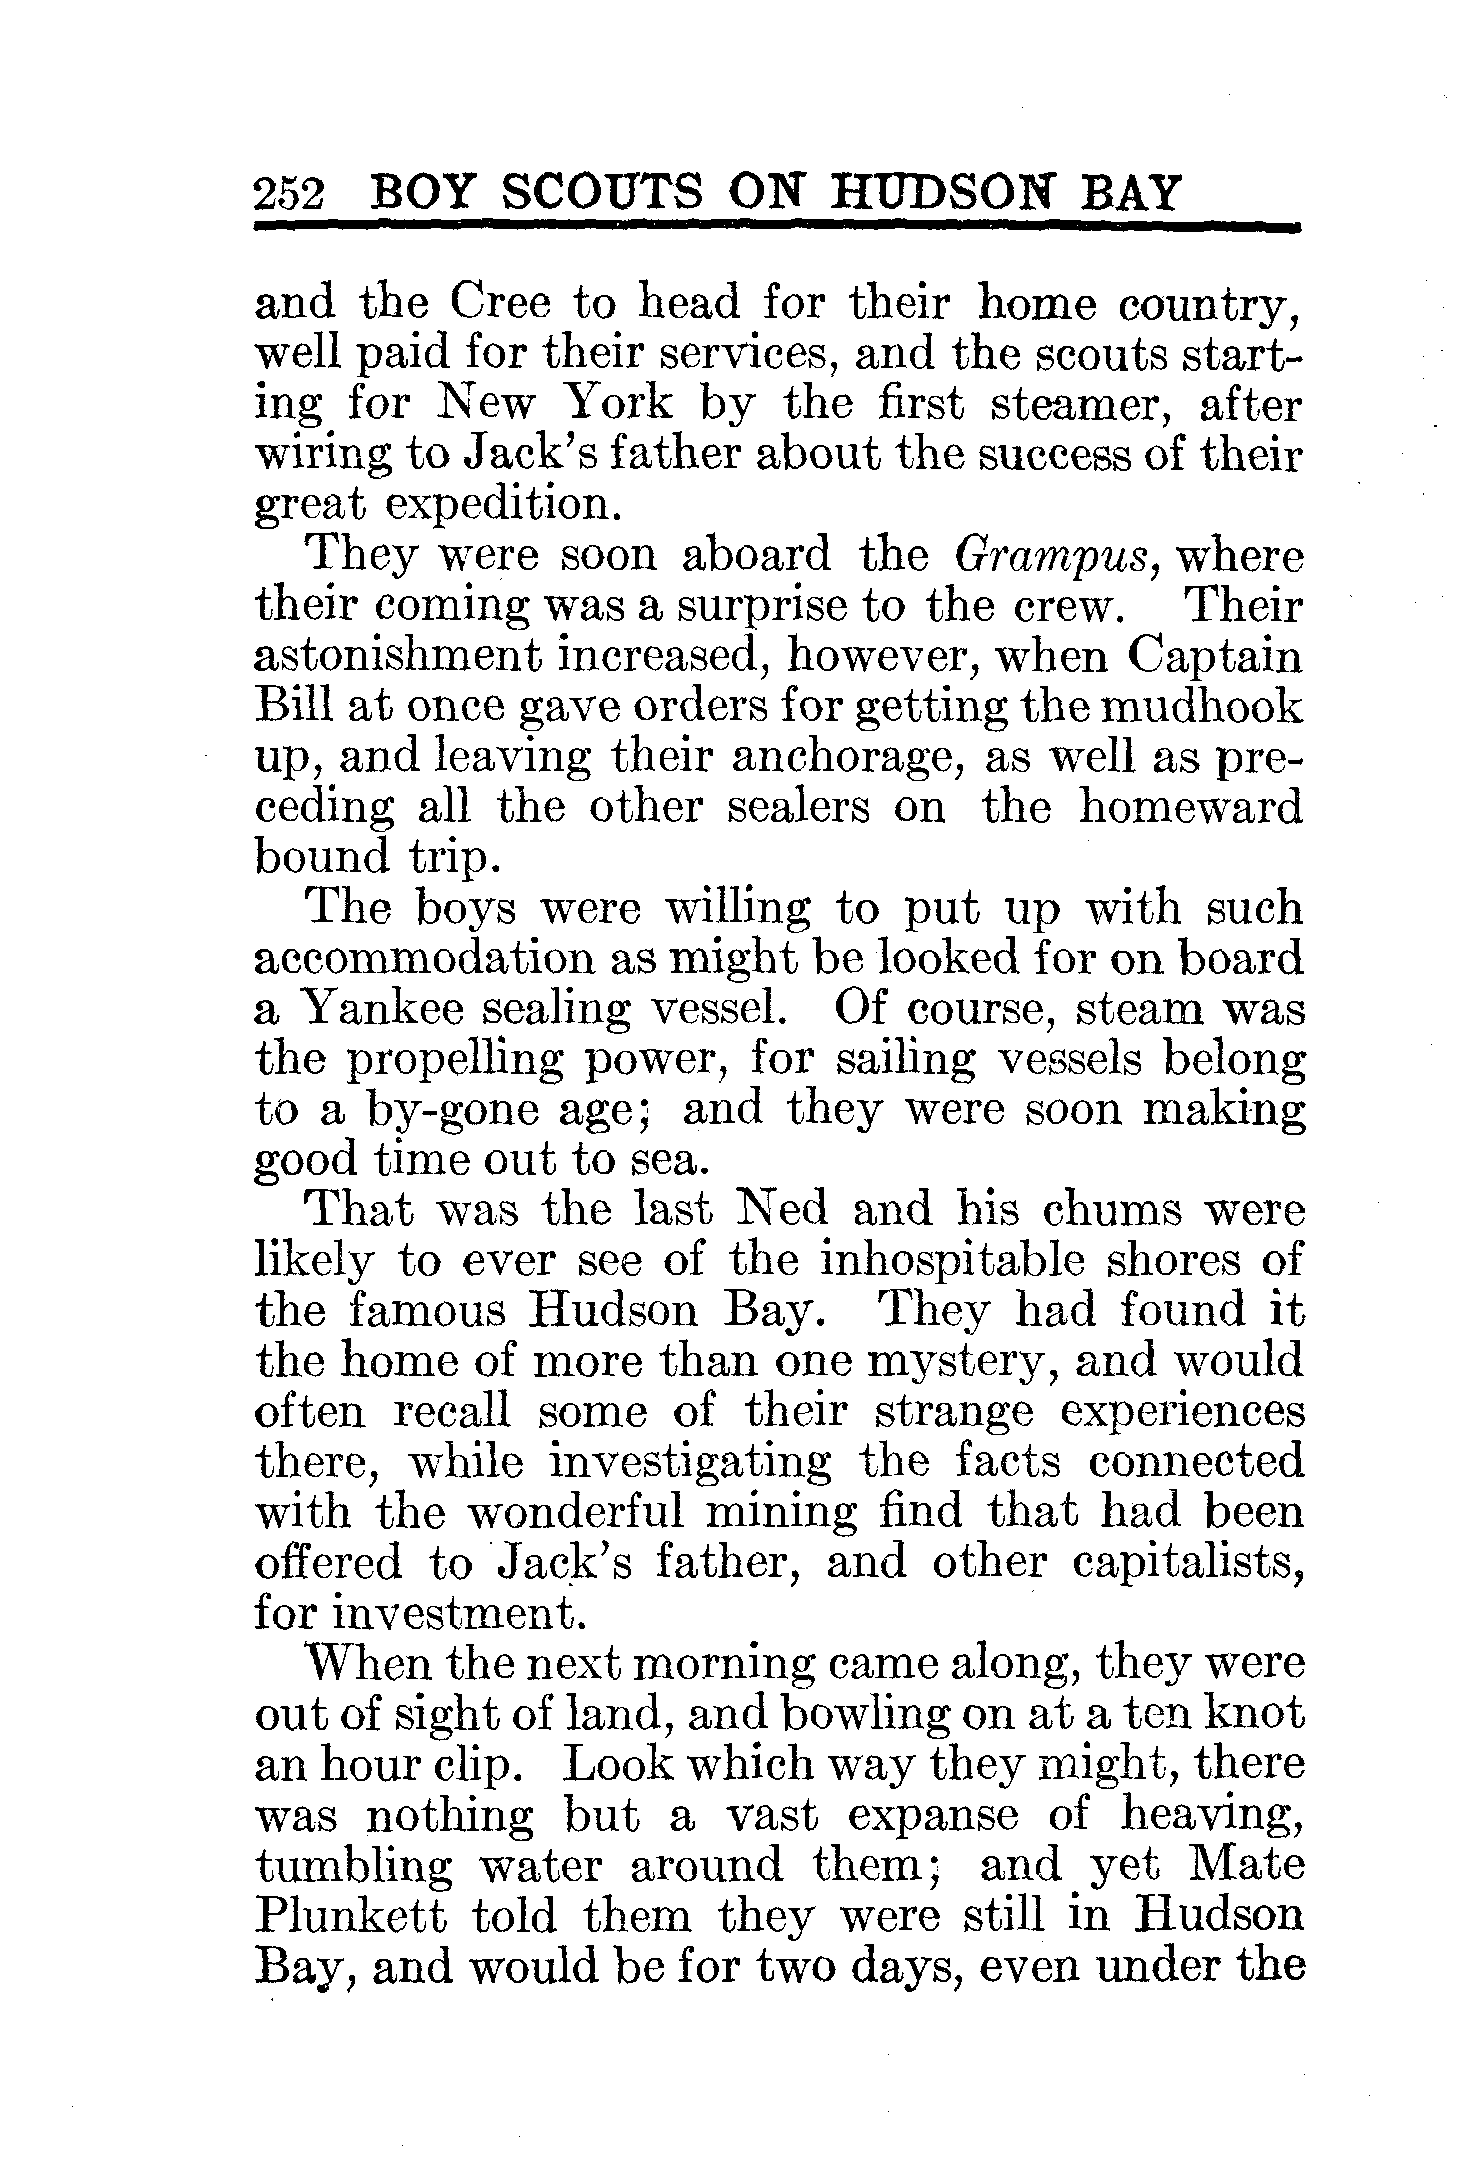 252 BOY SCOUTS ON HUDSON BAY
and the Cree to head for their home country,
well paid for their services, and the scouts start-
ing for New York by the first steamer, after
wiring to Jack's father about the success of their
great expedition.
They were soon aboard the Grampus, where
their coming was a surprise to the crew. Their
astonishment increased, however, when Captain
Bill at once gave orders for getting the mudhook
up, and leaving their anchorage, as well as pre-
ceding all the other sealers on the homeward
bound trip.
The boys were willing to put up with such
accommodation as might be looked for on board
a Yankee sealing vessel. Of course, steam was
the propelling power, for sailing vessels belong
to a by-gone age; and they were soon making
good time out to sea.
That was the last Ned and his chums were
likely to ever see of the inhospitable shores of
the famous Hudson Bay. They had found it
the home of more than one mystery, and would
often recall some of their strange experiences
there, while investigating the facts connected
with the wonderful mining find that had been
offered to Jack's father, and other capitalists,
for investment.
When the next morning came along, they were
out of sight of land, and bowling on at a ten knot
an hour clip. Look which way they might, there
was nothing but a vast expanse of heaving,
tumbling water around them; and yet Mate
Plunkett told them they were still in Hudson
Bay, and would be for two days, even under the